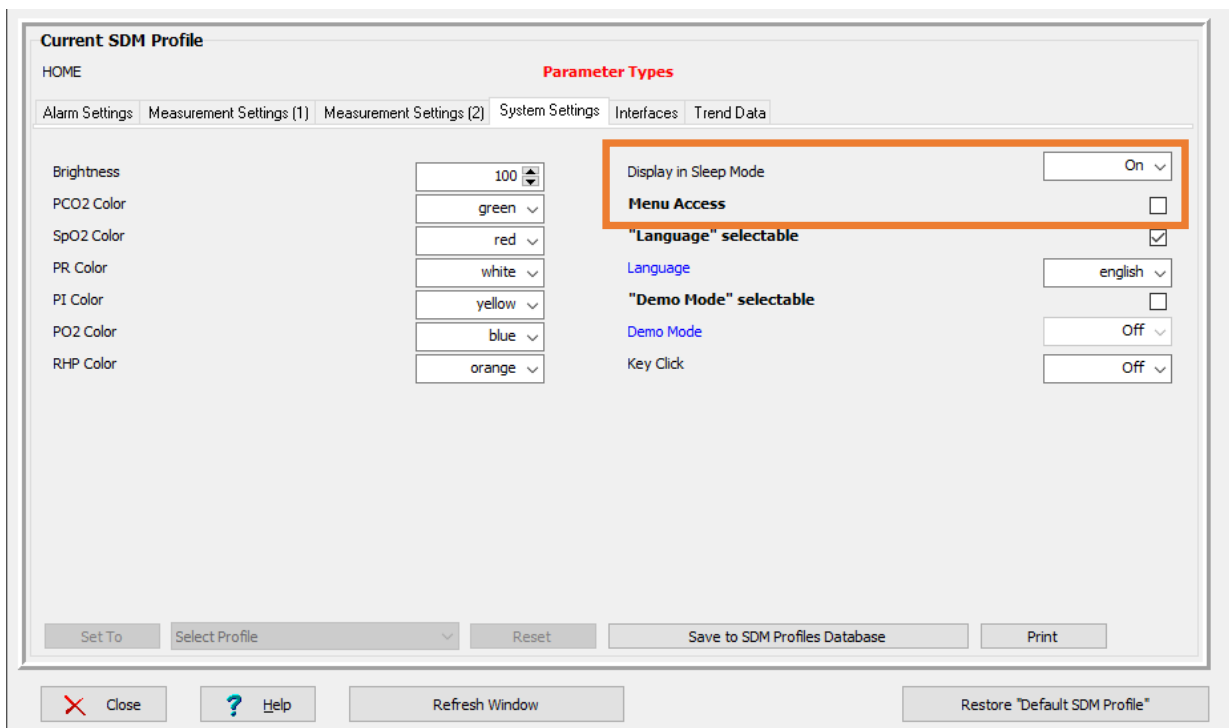 Current SDM Profile
HOME
Parameter Types
Alarm Settings Measurement Settings (1) Measurement Settings (2) System Settings Interfaces Trend Data
Brightness 100
PCO2 Color green
SpO2 Color red
PR Color white
PI Color yellow
PO2 Color blue
RHP Color orange
Display in Sleep Mode On
Menu Access
"Language" selectable
Language english
"Demo Mode" selectable
Demo Mode Off
Key Click Off
Set To Select Profile Reset Save to SDM Profiles Database Print
Close ? Help Refresh Window Restore "Default SDM Profile"